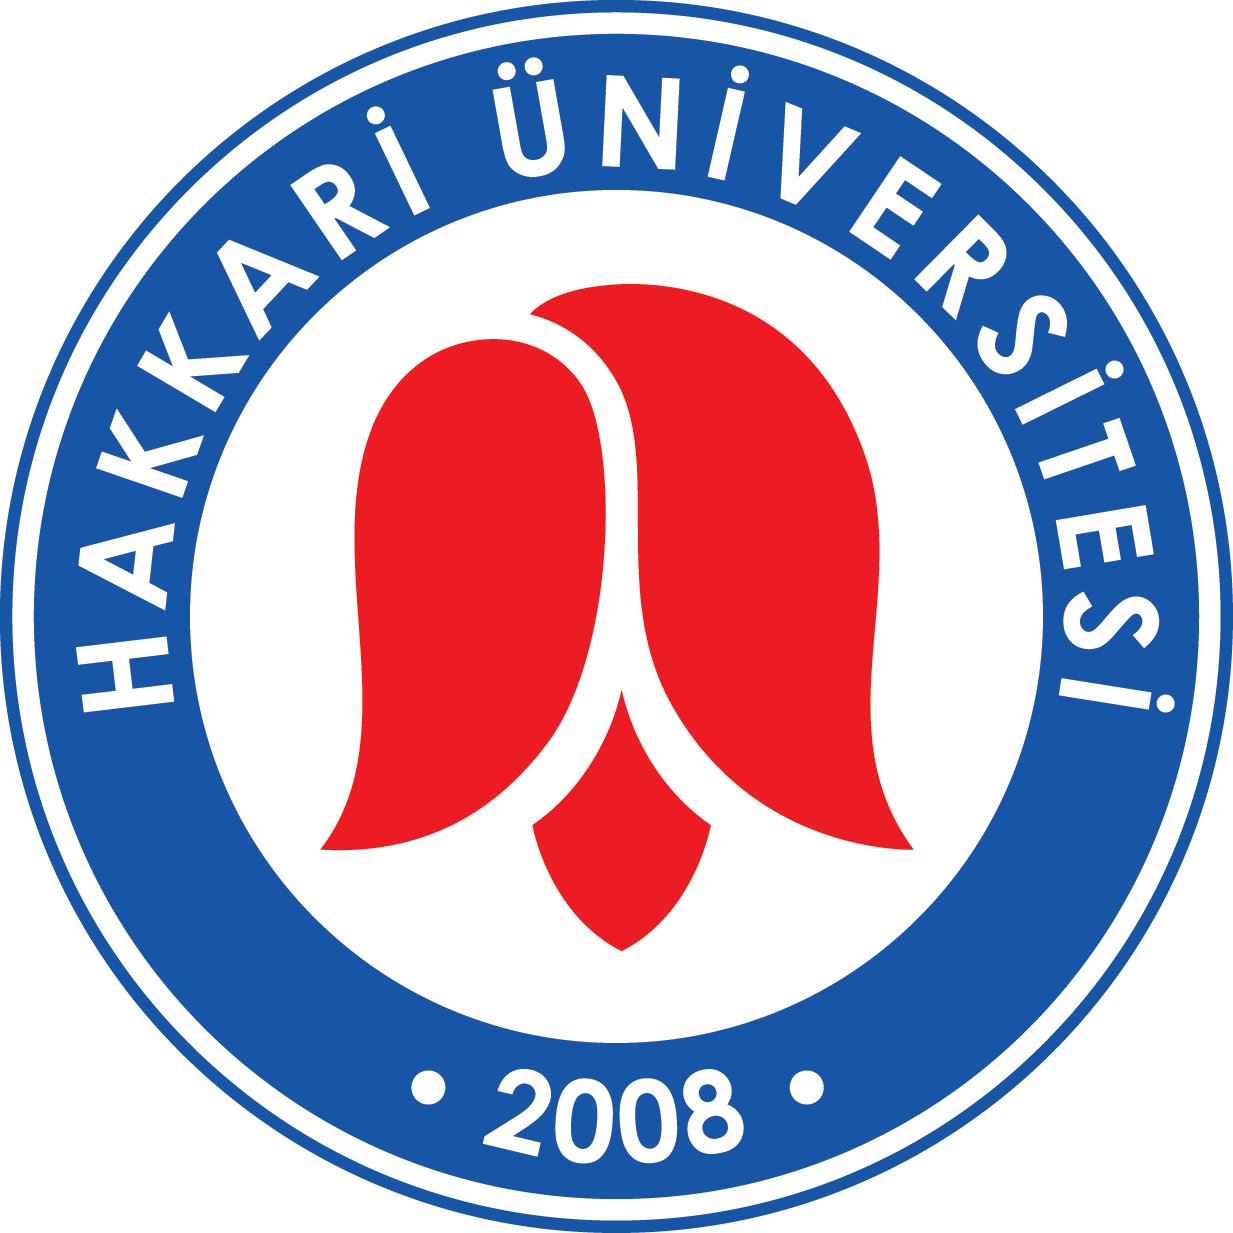 HAKKARİ ÜNİVERSİTESİ
• 2008 •